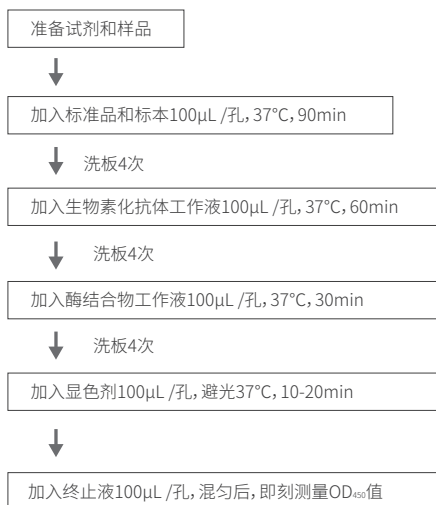 准备试剂和样品
加入标准品和标本100μL /孔，37℃，90min
洗板4次
加入生物素化抗体工作液100μL /孔，37℃，60min
洗板4次
加入酶结合物工作液100μL /孔，37℃，30min
洗板4次
加入显色剂100μL /孔，避光37℃，10-20min
加入终止液100μL /孔，混匀后，即刻测量OD₄₅₀值